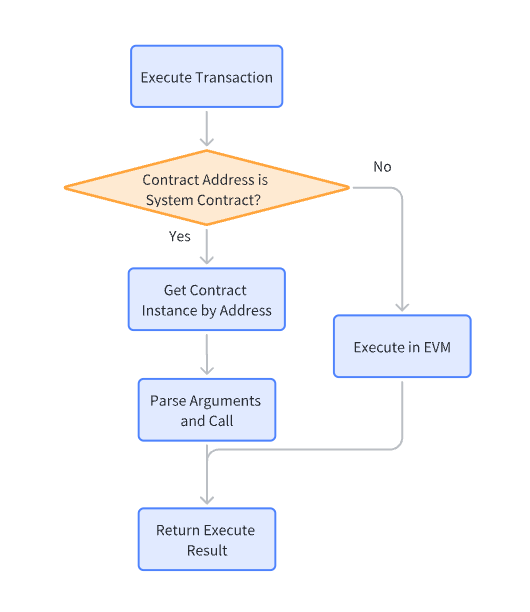 Execute Transaction
No
Contract Address is
System Contract?
Yes
Get Contract
Instance by Address
Execute in EVM
Parse Arguments
and Call
Return Execute
Result